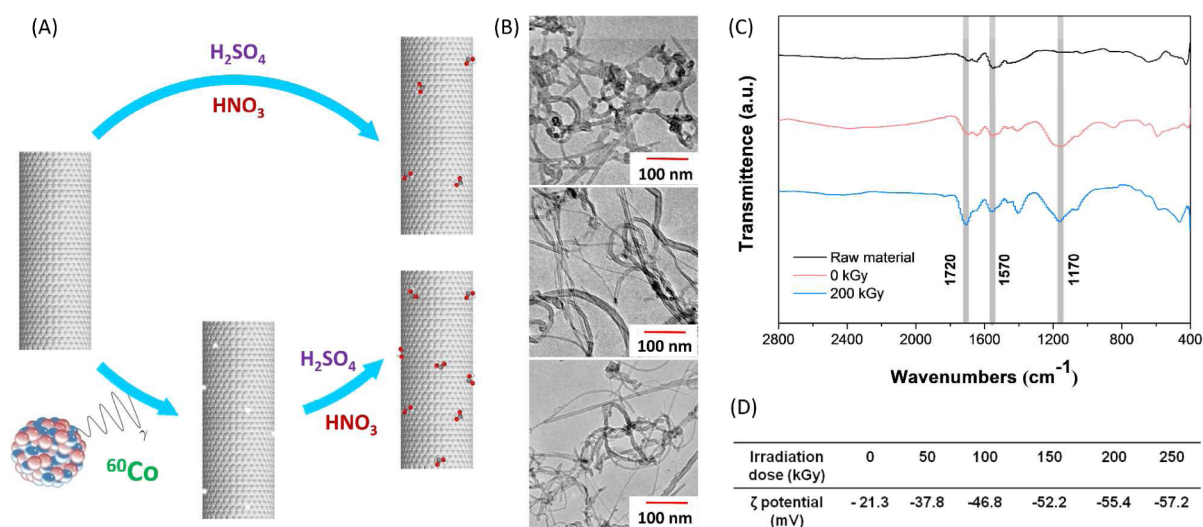 (A)
H₂SO₄
HNO₃
⁶⁰Co
γ
H₂SO₄
HNO₃
(B)
100 nm
100 nm
100 nm
(C)
Transmittence (a.u.)
Raw material
0 kGy
200 kGy
1720
1570
1170
2800 2400 2000 1600 1200 800 400
Wavenumbers (cm⁻¹)
(D)
Irradiation dose (kGy) 0 50 100 150 200 250
ζ potential (mV) - 21.3 -37.8 -46.8 -52.2 -55.4 -57.2